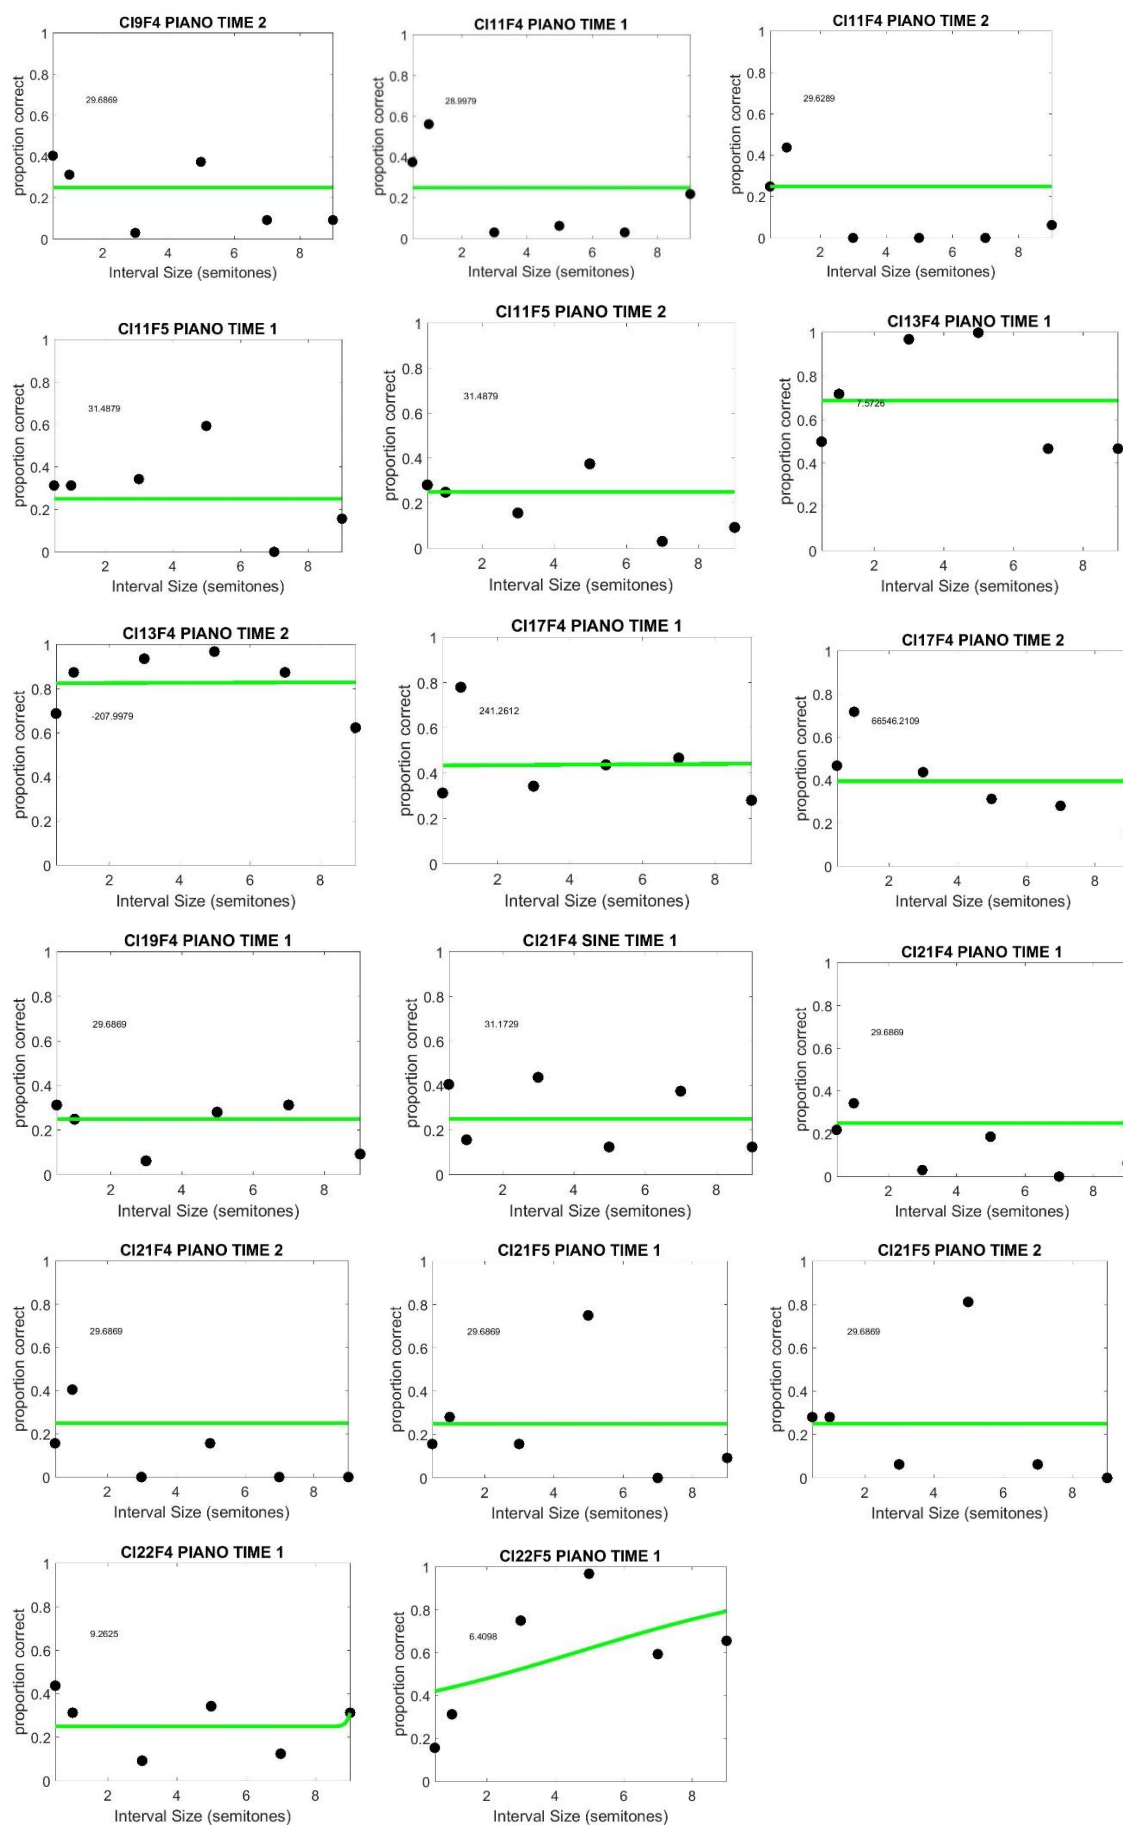 CI9F4 PIANO TIME 2
proportion correct
1
0.8
0.6
0.4
0.2
0
29.6869
2 4 6 8
Interval Size (semitones)
CI11F4 PIANO TIME 1
proportion correct
1
0.8
0.6
0.4
0.2
0
28.9979
2 4 6 8
Interval Size (semitones)
CI11F4 PIANO TIME 2
proportion correct
1
0.8
0.6
0.4
0.2
0
29.6289
2 4 6 8
Interval Size (semitones)
CI11F5 PIANO TIME 1
proportion correct
1
0.8
0.6
0.4
0.2
0
31.4879
2 4 6 8
Interval Size (semitones)
CI11F5 PIANO TIME 2
proportion correct
1
0.8
0.6
0.4
0.2
0
31.4879
2 4 6 8
Interval Size (semitones)
CI13F4 PIANO TIME 1
proportion correct
1
0.8
0.6
0.4
0.2
0
7.5726
2 4 6 8
Interval Size (semitones)
CI13F4 PIANO TIME 2
proportion correct
1
0.8
0.6
0.4
0.2
0
-207.9979
2 4 6 8
Interval Size (semitones)
CI17F4 PIANO TIME 1
proportion correct
1
0.8
0.6
0.4
0.2
0
241.2612
2 4 6 8
Interval Size (semitones)
CI17F4 PIANO TIME 2
proportion correct
1
0.8
0.6
0.4
0.2
0
66546.2109
2 4 6 8
Interval Size (semitones)
CI19F4 PIANO TIME 1
proportion correct
1
0.8
0.6
0.4
0.2
0
29.6869
2 4 6 8
Interval Size (semitones)
CI21F4 SINE TIME 1
proportion correct
1
0.8
0.6
0.4
0.2
0
31.1729
2 4 6 8
Interval Size (semitones)
CI21F4 PIANO TIME 1
proportion correct
1
0.8
0.6
0.4
0.2
0
29.6869
2 4 6 8
Interval Size (semitones)
CI21F4 PIANO TIME 2
proportion correct
1
0.8
0.6
0.4
0.2
0
29.6869
2 4 6 8
Interval Size (semitones)
CI21F5 PIANO TIME 1
proportion correct
1
0.8
0.6
0.4
0.2
0
29.6869
2 4 6 8
Interval Size (semitones)
CI21F5 PIANO TIME 2
proportion correct
1
0.8
0.6
0.4
0.2
0
29.6869
2 4 6 8
Interval Size (semitones)
CI22F4 PIANO TIME 1
proportion correct
1
0.8
0.6
0.4
0.2
0
9.2625
2 4 6 8
Interval Size (semitones)
CI22F5 PIANO TIME 1
proportion correct
1
0.8
0.6
0.4
0.2
0
6.4098
2 4 6 8
Interval Size (semitones)